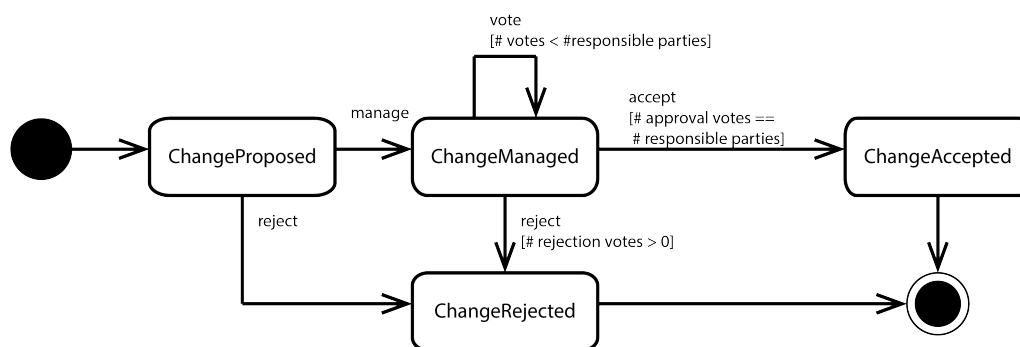 vote
[# votes < #responsible parties]
manage
accept
[# approval votes ==
# responsible parties]
ChangeProposed
ChangeManaged
ChangeAccepted
reject
reject
[# rejection votes > 0]
ChangeRejected